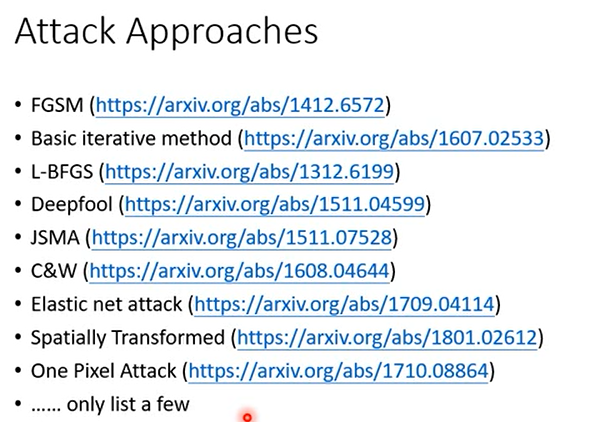 Attack Approaches
• FGSM (https://arxiv.org/abs/1412.6572)
• Basic iterative method (https://arxiv.org/abs/1607.02533)
• L-BFGS (https://arxiv.org/abs/1312.6199)
• Deepfool (https://arxiv.org/abs/1511.04599)
• JSMA (https://arxiv.org/abs/1511.07528)
• C&W (https://arxiv.org/abs/1608.04644)
• Elastic net attack (https://arxiv.org/abs/1709.04114)
• Spatially Transformed (https://arxiv.org/abs/1801.02612)
• One Pixel Attack (https://arxiv.org/abs/1710.08864)
• …... only list a few